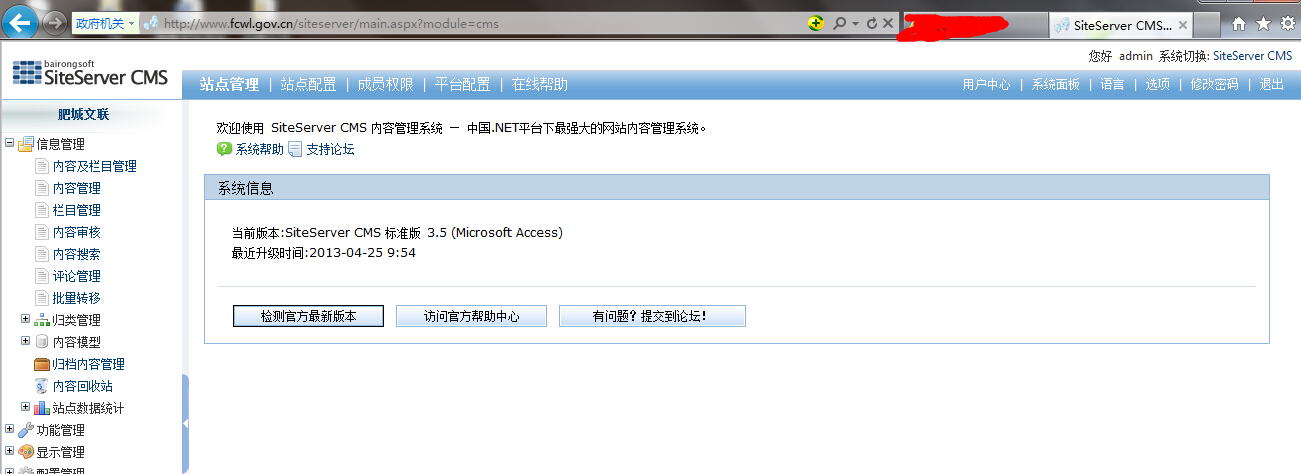 政府机关 http://www.fcwl.gov.cn/siteserver/main.aspx?module=cms SiteServer CMS...
您好 admin 系统切换: SiteServer CMS
bairongsoft
SiteServer CMS
站点管理 | 站点配置 | 成员权限 | 平台配置 | 在线帮助 用户中心 | 系统面板 | 语言 | 选项 | 修改密码 | 退出
肥城文联
信息管理
内容及栏目管理
内容管理
栏目管理
内容审核
内容搜索
评论管理
批量转移
归类管理
内容模型
归档内容管理
内容回收站
站点数据统计
功能管理
显示管理
配置管理
欢迎使用 SiteServer CMS 内容管理系统 — 中国.NET平台下最强大的网站内容管理系统。
系统帮助 支持论坛
系统信息
当前版本:SiteServer CMS 标准版 3.5 (Microsoft Access)
最近升级时间:2013-04-25 9:54
检测官方最新版本 访问官方帮助中心 有问题？提交到论坛！